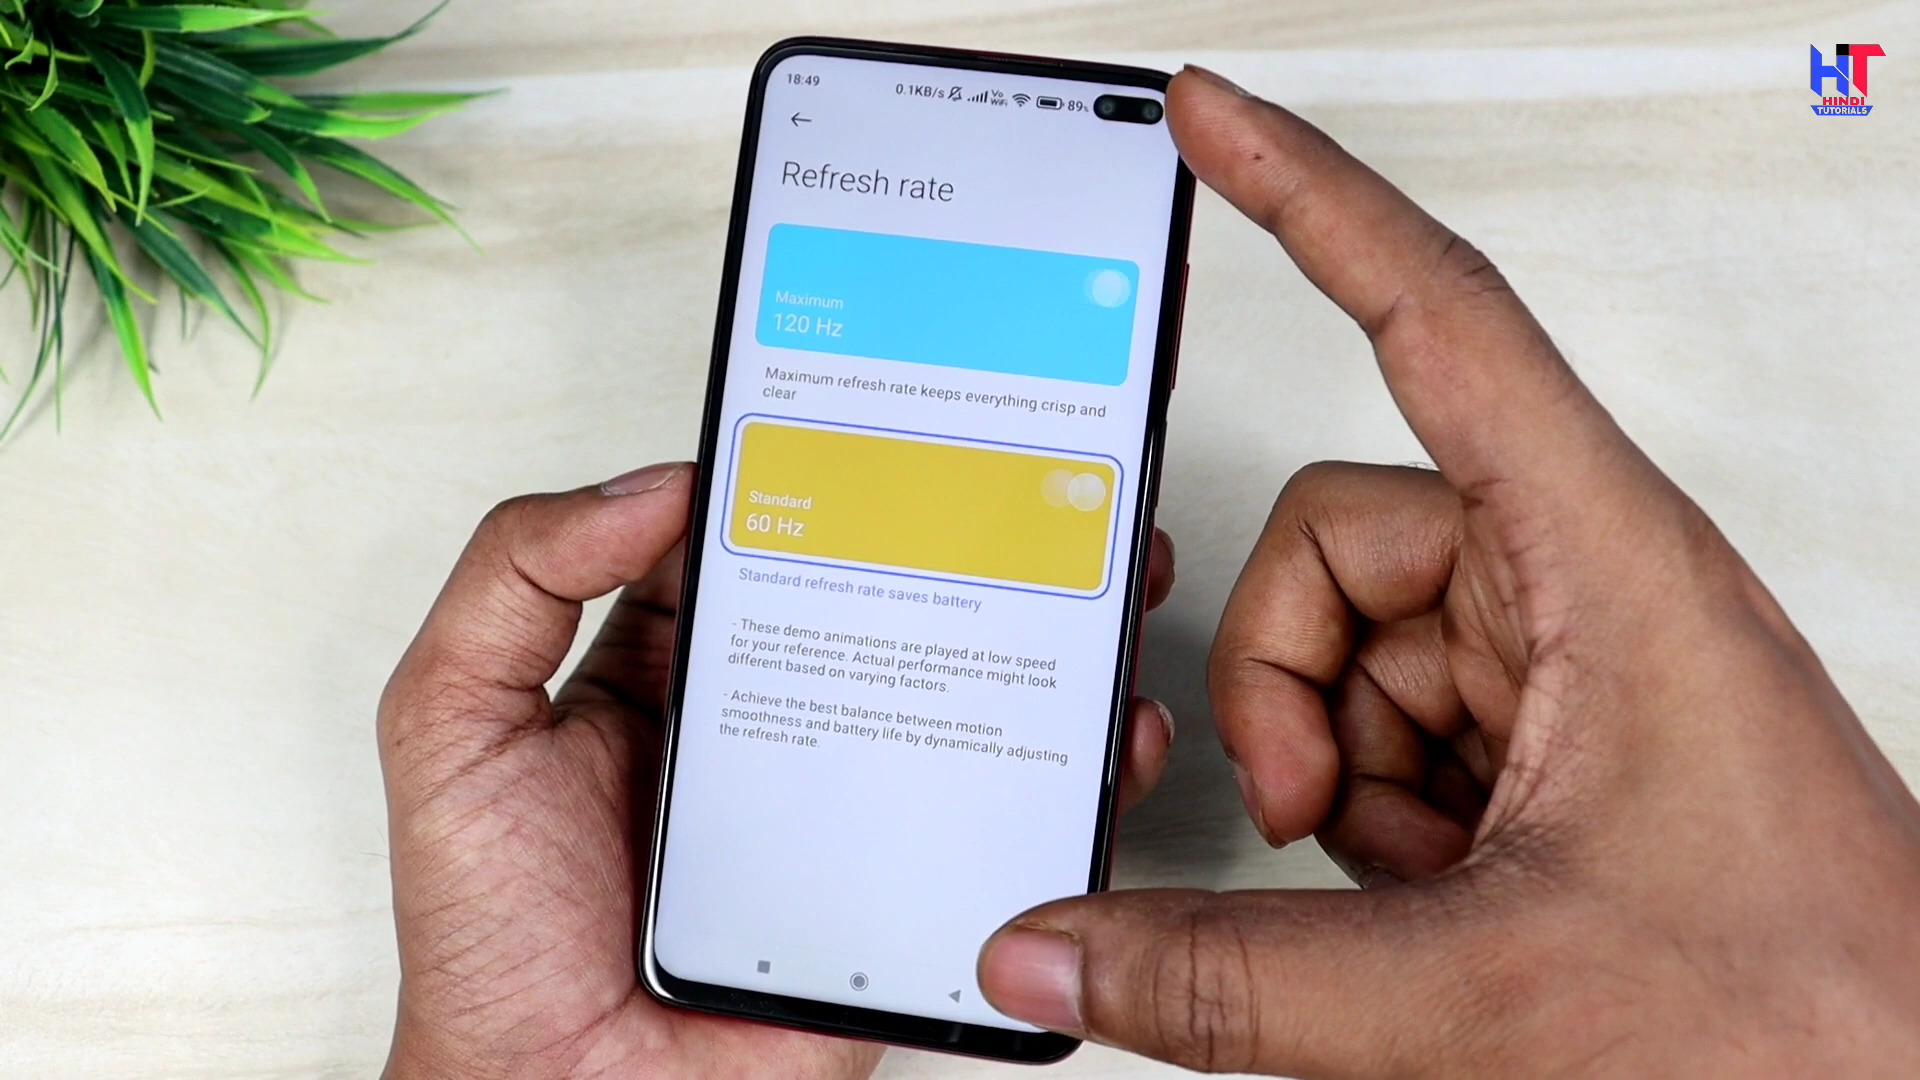 18:49
0.1KB/s
Vo
WiFi
89%
HT
HINDI
TUTORIALS
Refresh rate
Maximum
120 Hz
Maximum refresh rate keeps everything crisp and
clear
Standard
60 Hz
Standard refresh rate saves battery
- These demo animations are played at low speed
for your reference. Actual performance might look
different based on varying factors.
- Achieve the best balance between motion
smoothness and battery life by dynamically adjusting
the refresh rate.